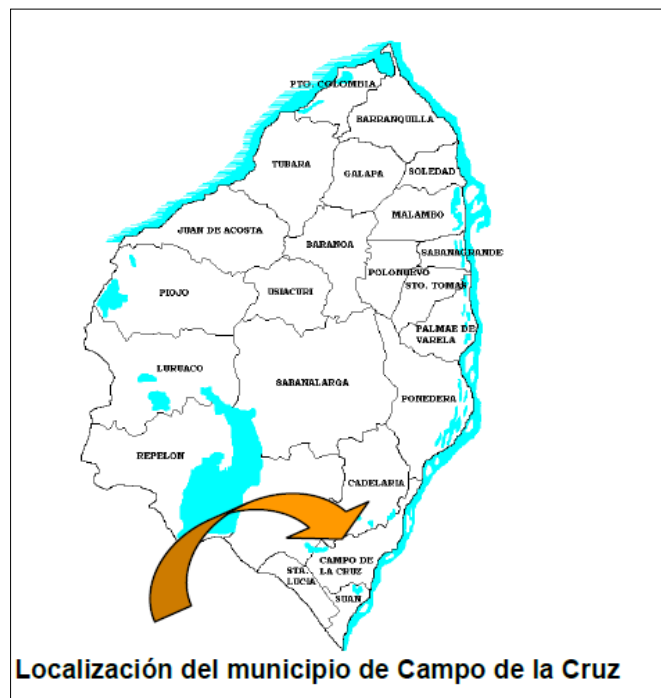 PTO. COLOMBIA
BARRANQUILLA
TUBARA
GALAPA
SOLEDAD
MALAMBO
JUAN DE ACOSTA
BARANOA
SABANAGRANDE
POLONUEVO
PIOJO
USIACURI
STO. TOMAS
PALMAE DE
VARELA
LURUACO
SABANALARGA
PONEDERA
REPELON
CADELARIA
CAMPO DE
LA CRUZ
STA.
LUCIA
SUAN
Localización del municipio de Campo de la Cruz